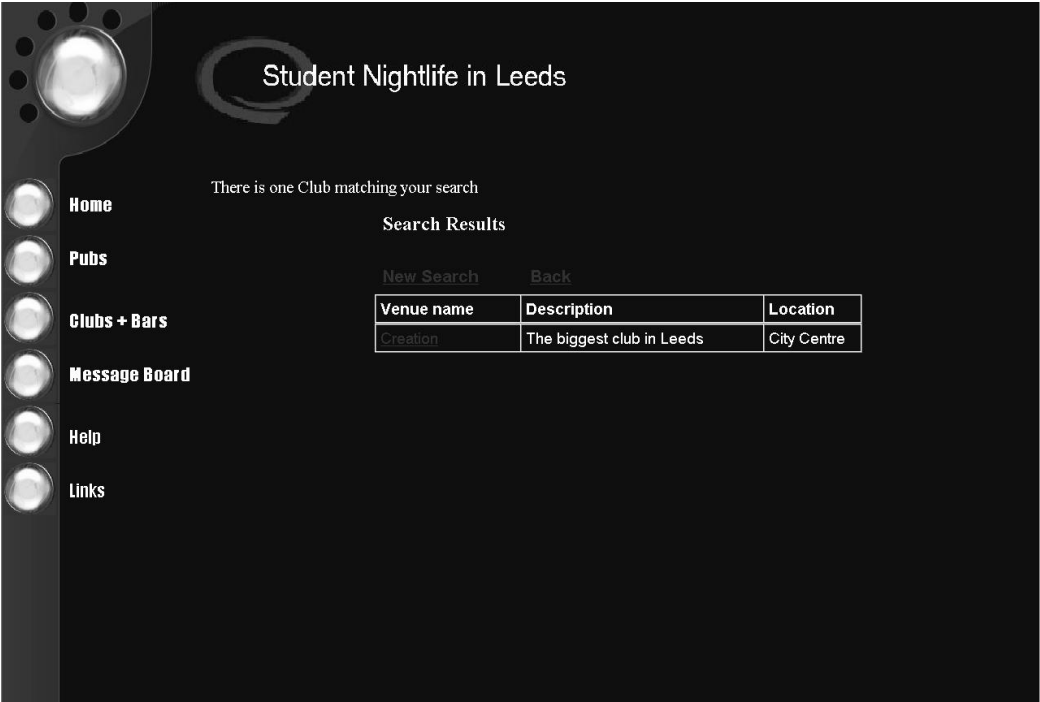 Student Nightlife in Leeds
There is one Club matching your search
Search Results
New Search Back
Venue name Description Location
Creation The biggest club in Leeds City Centre
Home
Pubs
Clubs + Bars
Message Board
Help
Links